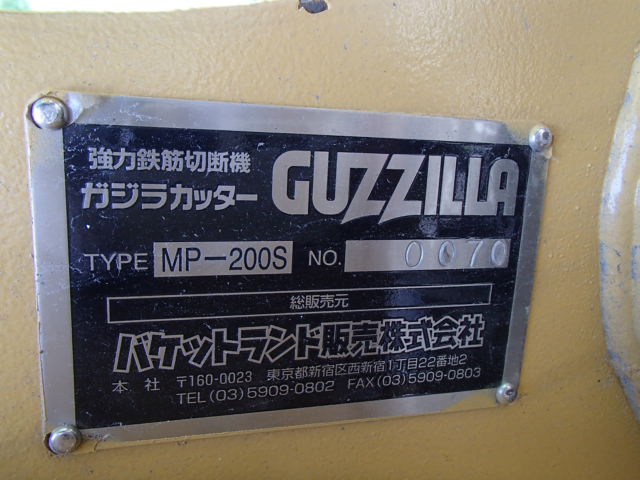 強力鉄筋切断機
ガジラカッター GUZZILLA
TYPE MP-200S NO. 0070
総販売元
バケットランド販売株式会社
本社 〒160-0023 東京都新宿区西新宿1丁目22番地2
TEL (03)5909-0802 FAX(03)5909-0803